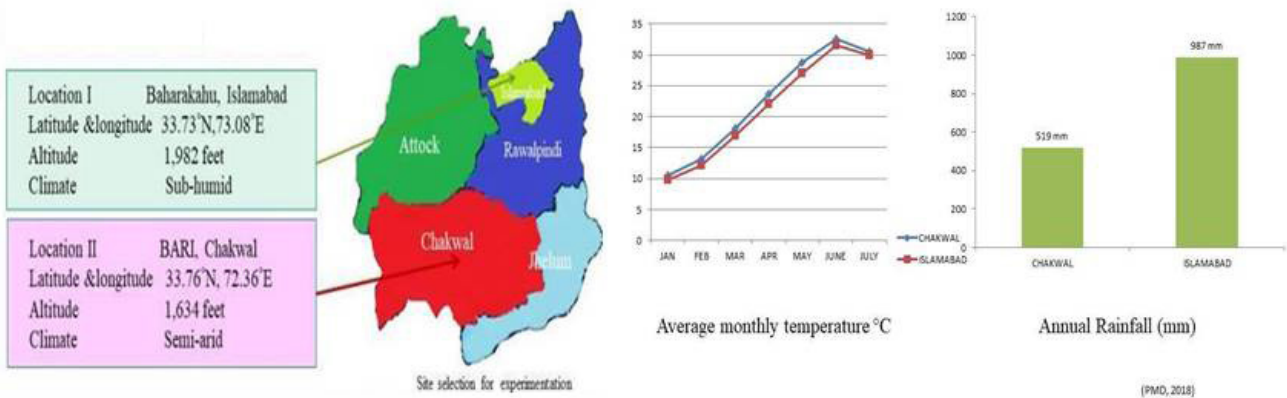 Location I Baharakahu, Islamabad
Latitude &longitude 33.73°N,73.08°E
Altitude 1,982 feet
Climate Sub-humid
Location II BARI, Chakwal
Latitude &longitude 33.76°N, 72.36°E
Altitude 1,634 feet
Climate Semi-arid
Attock
Islamabad
Rawalpindi
Chakwal
Jhelum
Site selection for experimentation
35
30
25
20
15
10
5
0
JAN FEB MAR APR MAY JUNE JULY
CHAKWAL
ISLAMABAD
Average monthly temperature °C
1200
1000
800
600
400
200
0
519 mm
987 mm
CHAKWAL ISLAMABAD
Annual Rainfall (mm)
(PMD, 2018)